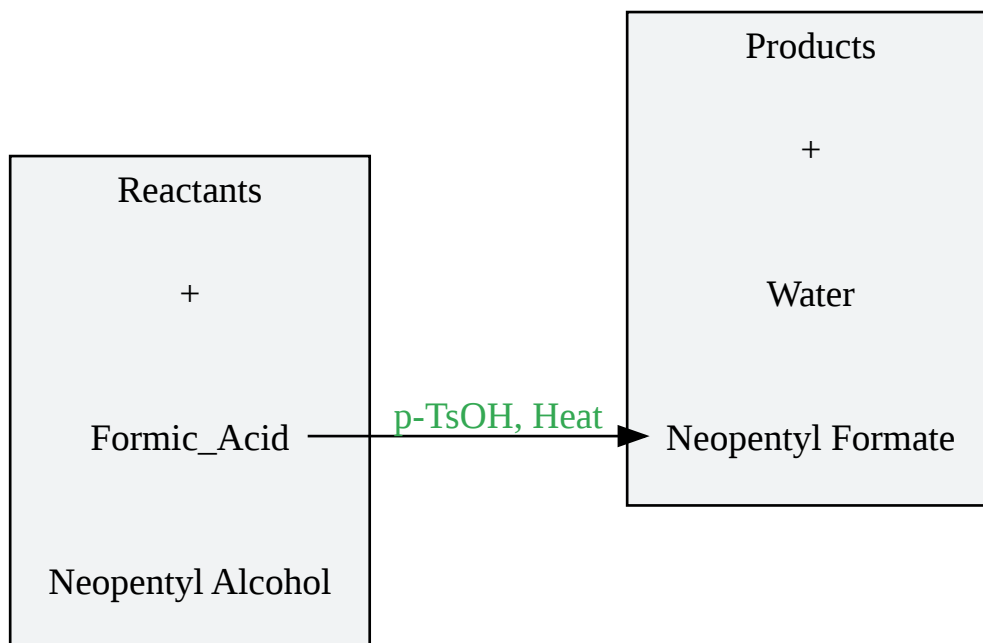 Reactants
+
Formic_Acid
Neopentyl Alcohol
p-TsOH, Heat
Products
+
Water
Neopentyl Formate